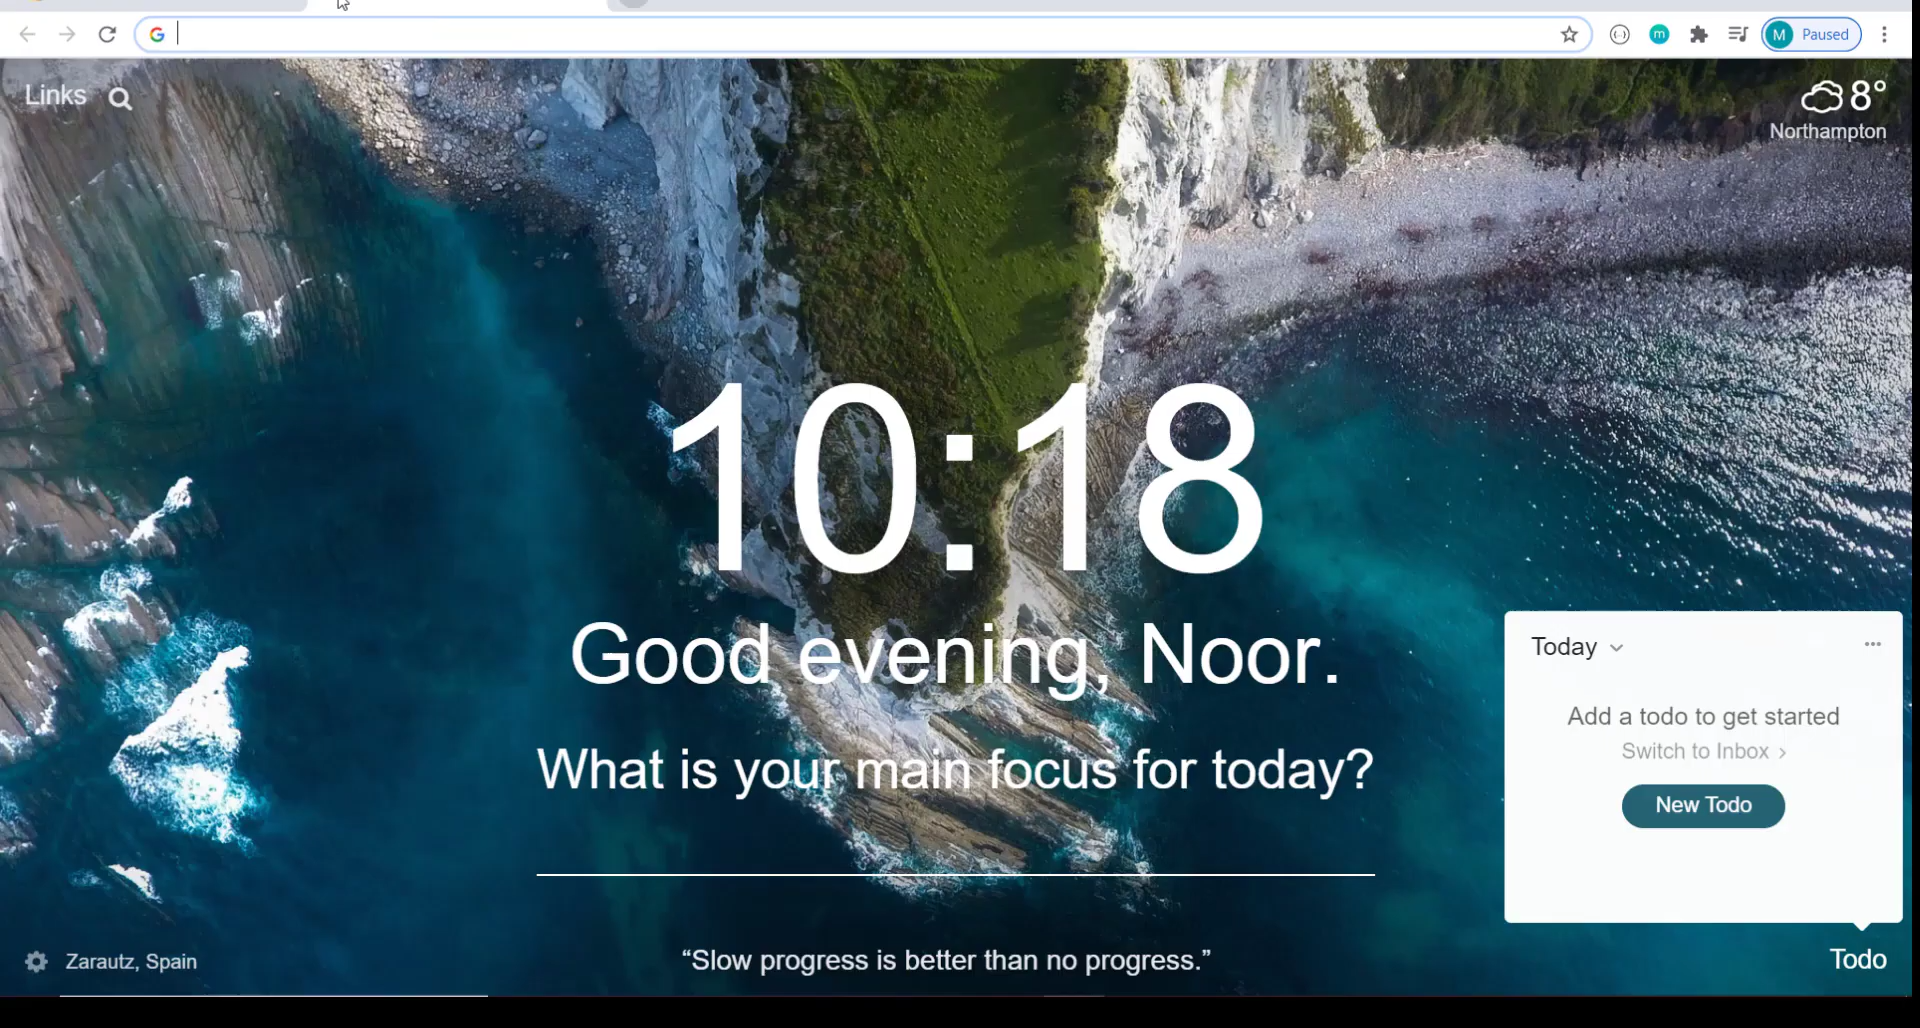 M Paused
Links
8°
Northampton
10:18
Good evening, Noor.
What is your main focus for today?
Today
Add a todo to get started
Switch to Inbox >
New Todo
Zarautz, Spain
“Slow progress is better than no progress.”
Todo